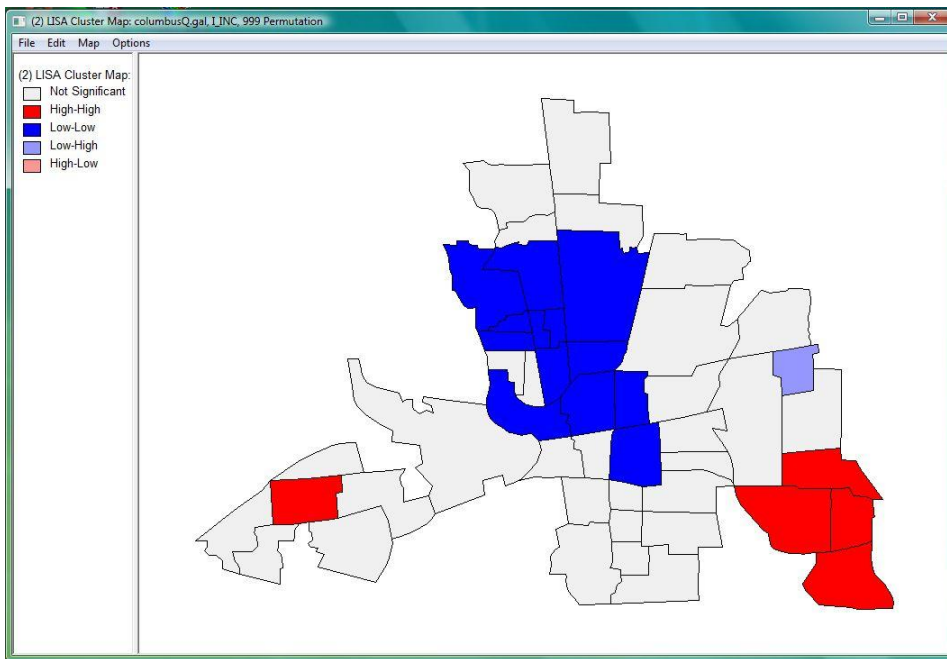 (2) LISA Cluster Map: columbusQ.gal, I_INC, 999 Permutation
File Edit Map Options
(2) LISA Cluster Map:
Not Significant
High-High
Low-Low
Low-High
High-Low